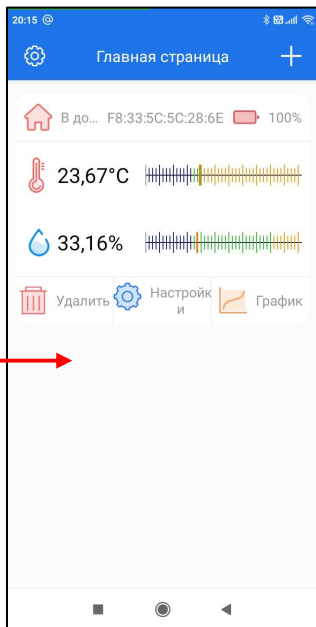 20:15 @
Главная страница
В до... F8:33:5C:5C:28:6E 100%
23,67°C
33,16%
Удалить Настройк График
и